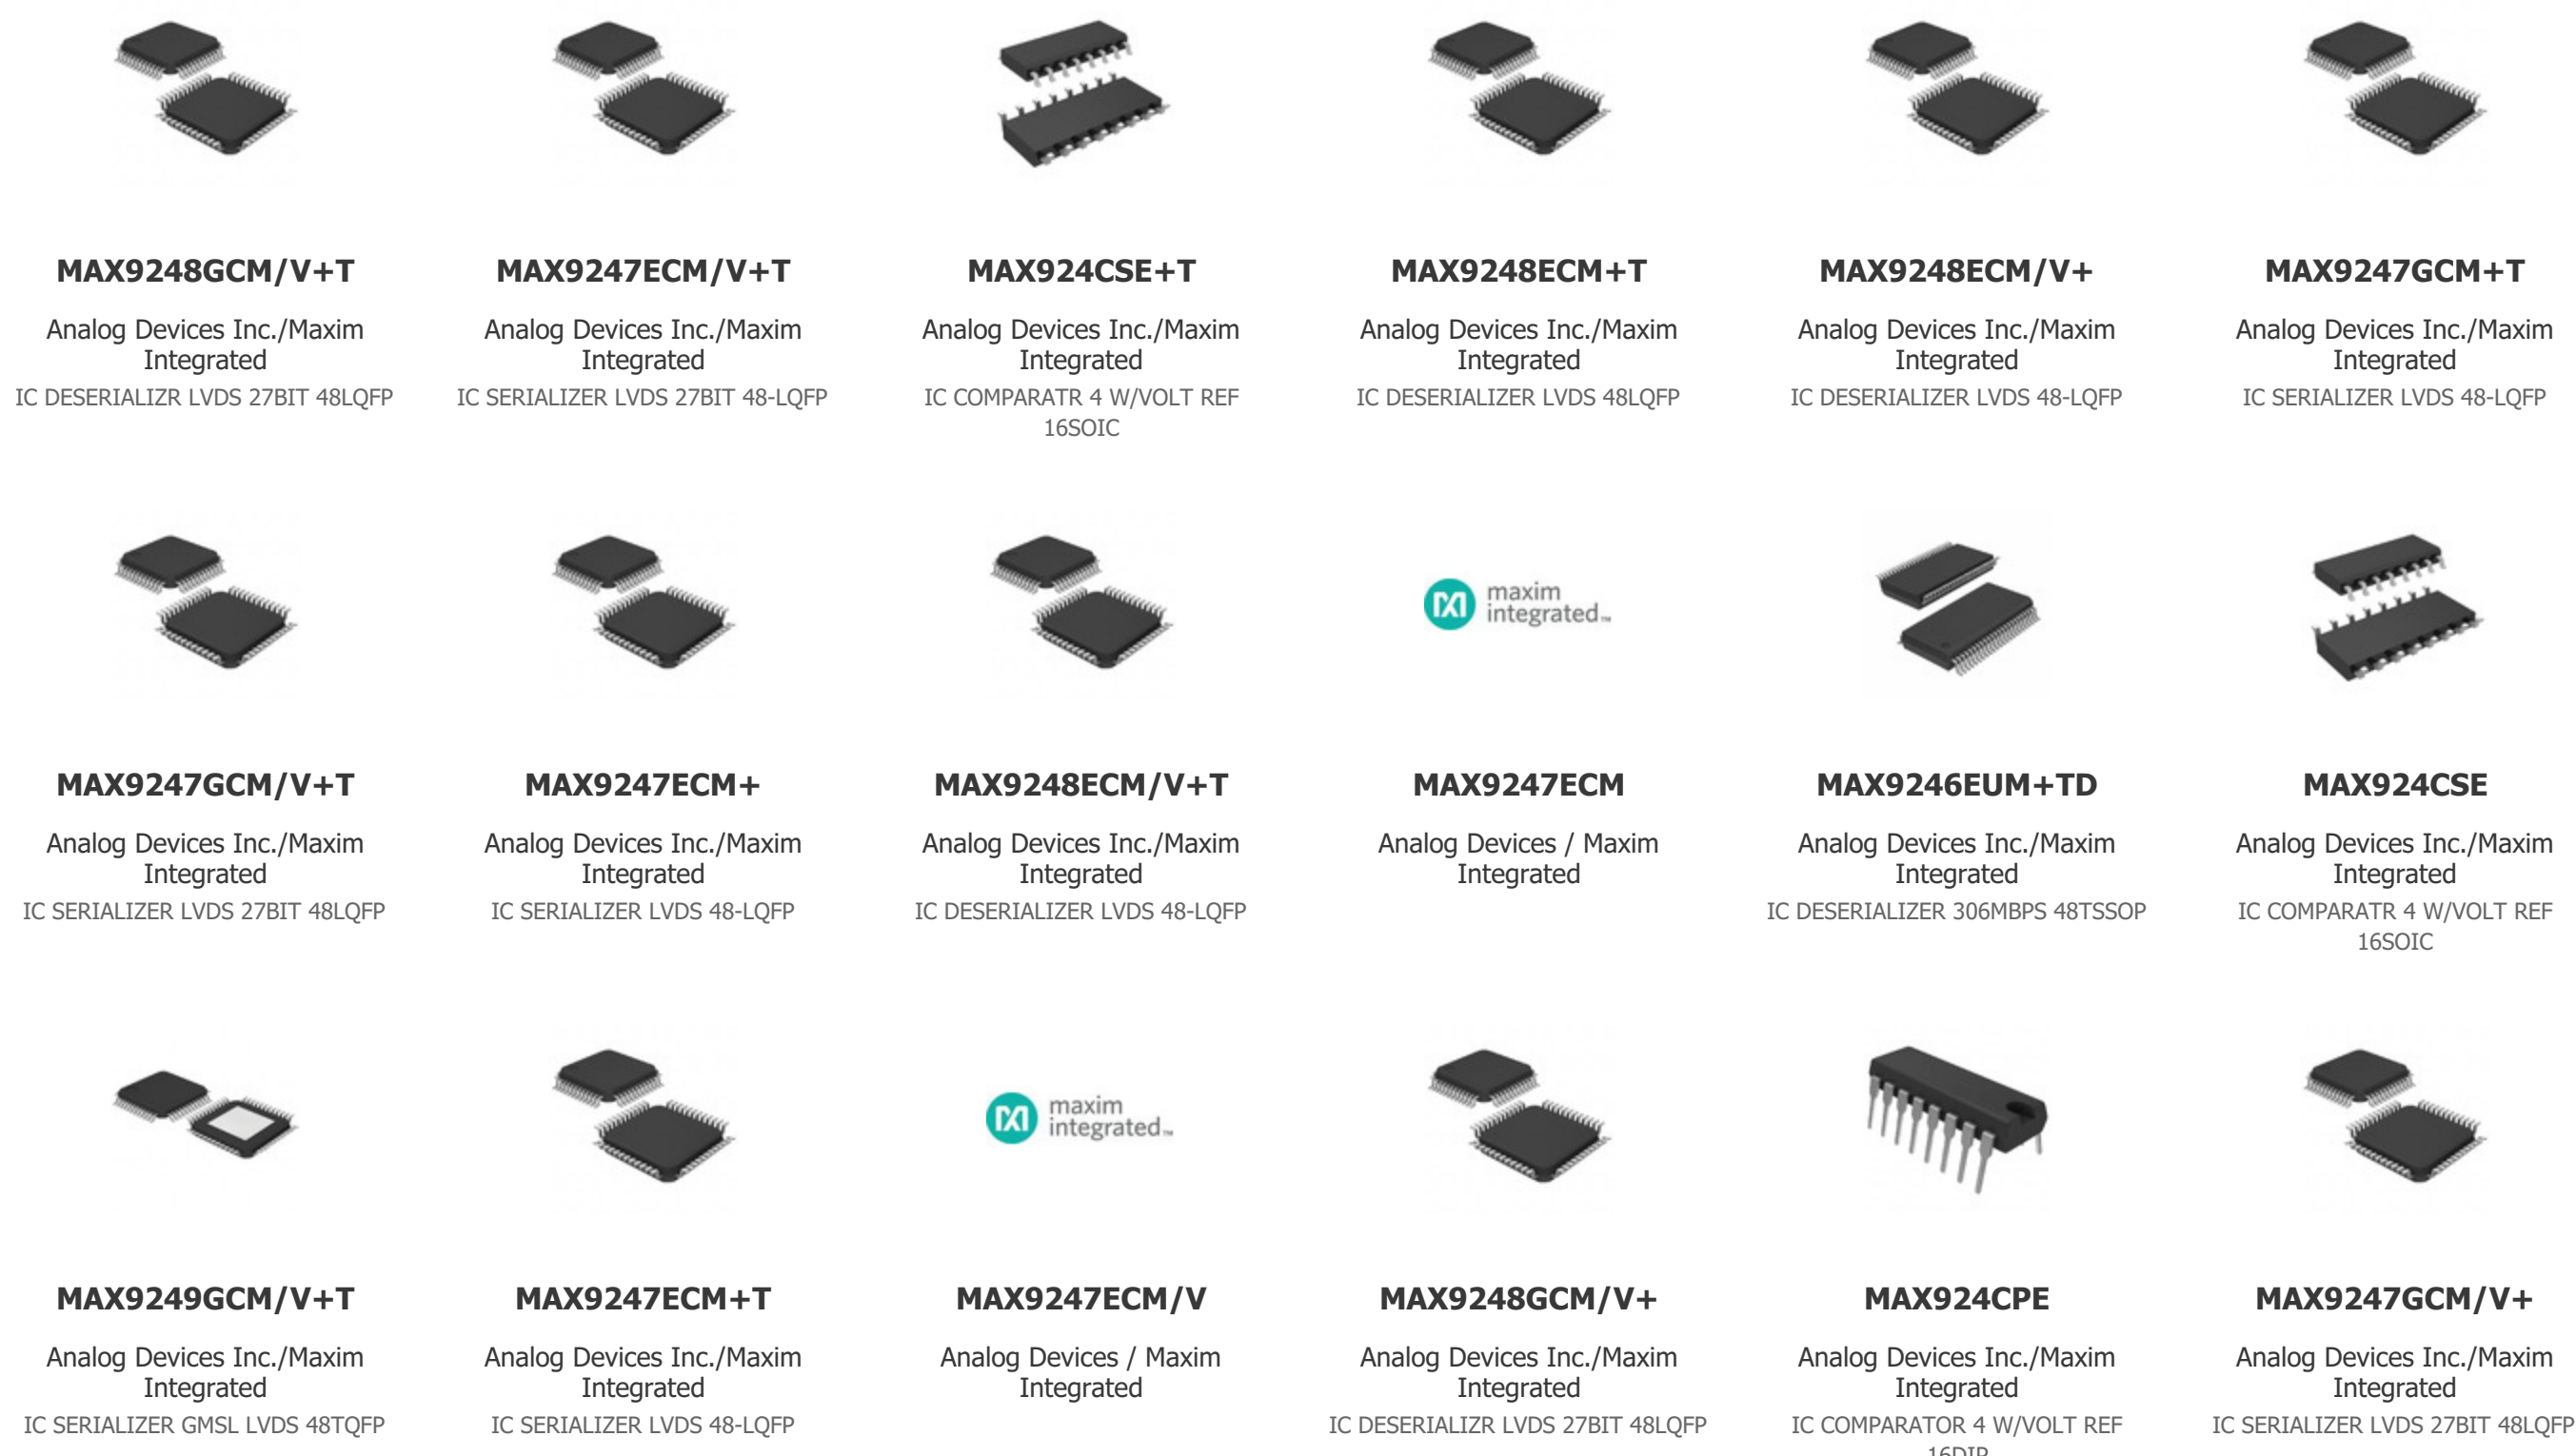 MAX9248GCM/V+T
Analog Devices Inc./Maxim
Integrated
IC DESERIALIZR LVDS 27BIT 48LQFP
MAX9247ECM/V+T
Analog Devices Inc./Maxim
Integrated
IC SERIALIZER LVDS 27BIT 48-LQFP
MAX924CSE+T
Analog Devices Inc./Maxim
Integrated
IC COMPARATR 4 W/VOLT REF
16SOIC
MAX9248ECM+T
Analog Devices Inc./Maxim
Integrated
IC DESERIALIZER LVDS 48LQFP
MAX9248ECM/V+
Analog Devices Inc./Maxim
Integrated
IC DESERIALIZER LVDS 48-LQFP
MAX9247GCM+T
Analog Devices Inc./Maxim
Integrated
IC SERIALIZER LVDS 48-LQFP
MAX9247GCM/V+T
Analog Devices Inc./Maxim
Integrated
IC SERIALIZER LVDS 27BIT 48LQFP
MAX9247ECM+
Analog Devices Inc./Maxim
Integrated
IC SERIALIZER LVDS 48-LQFP
MAX9248ECM/V+T
Analog Devices Inc./Maxim
Integrated
IC DESERIALIZER LVDS 48-LQFP
maxim
integrated™
MAX9247ECM
Analog Devices / Maxim
Integrated
MAX9246EUM+TD
Analog Devices Inc./Maxim
Integrated
IC DESERIALIZER 306MBPS 48TSSOP
MAX924CSE
Analog Devices Inc./Maxim
Integrated
IC COMPARATR 4 W/VOLT REF
16SOIC
MAX9249GCM/V+T
Analog Devices Inc./Maxim
Integrated
IC SERIALIZER GMSL LVDS 48TQFP
MAX9247ECM+T
Analog Devices Inc./Maxim
Integrated
IC SERIALIZER LVDS 48-LQFP
maxim
integrated™
MAX9247ECM/V
Analog Devices / Maxim
Integrated
MAX9248GCM/V+
Analog Devices Inc./Maxim
Integrated
IC DESERIALIZR LVDS 27BIT 48LQFP
MAX924CPE
Analog Devices Inc./Maxim
Integrated
IC COMPARATOR 4 W/VOLT REF
16DIP
MAX9247GCM/V+
Analog Devices Inc./Maxim
Integrated
IC SERIALIZER LVDS 27BIT 48LQFP